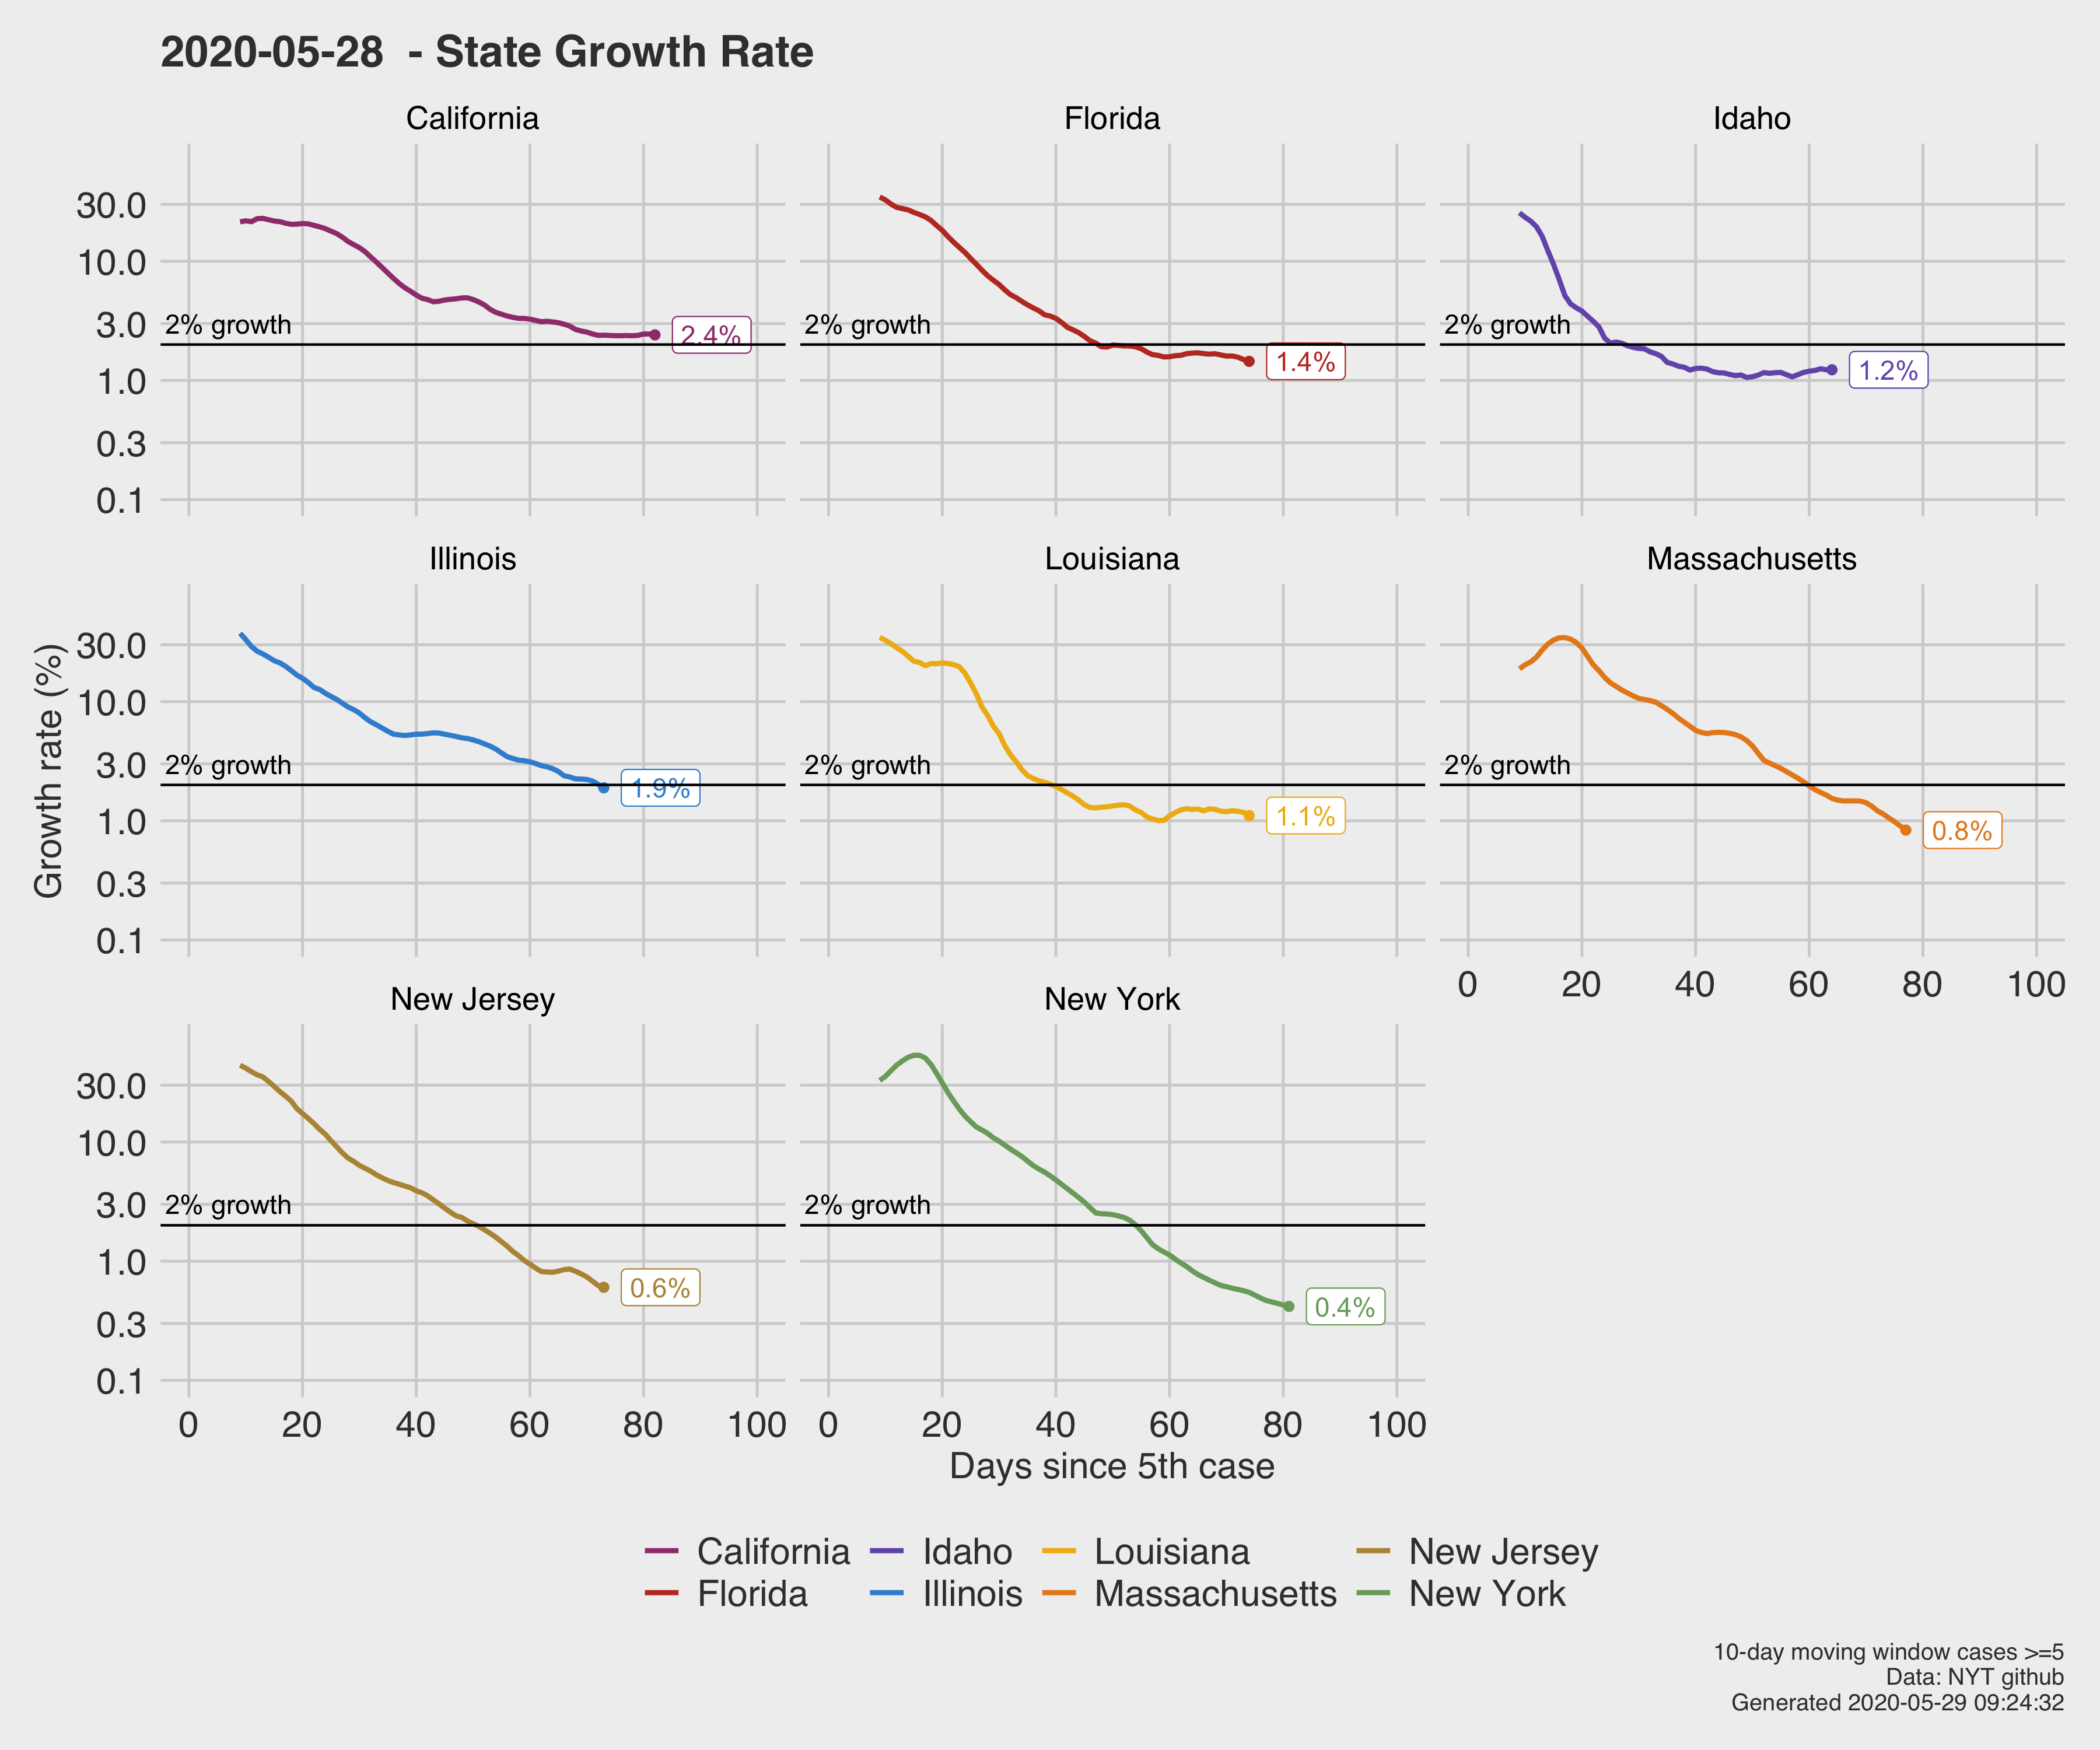 2020-05-28  - State Growth Rate
California
Florida
Idaho
30.0
10.0
3.0
1.0
0.3
0.1
2% growth
2.4%
2% growth
1.4%
2% growth
1.2%
Illinois
Louisiana
Massachusetts
Growth rate (%)
30.0
10.0
3.0
1.0
0.3
0.1
2% growth
1.9%
2% growth
1.1%
2% growth
0.8%
0 20 40 60 80 100
New Jersey
New York
30.0
10.0
3.0
1.0
0.3
0.1
2% growth
0.6%
2% growth
0.4%
0 20 40 60 80 100
0 20 40 60 80 100
Days since 5th case
California Idaho Louisiana New Jersey
Florida Illinois Massachusetts New York
10-day moving window cases >=5
Data: NYT github
Generated 2020-05-29 09:24:32